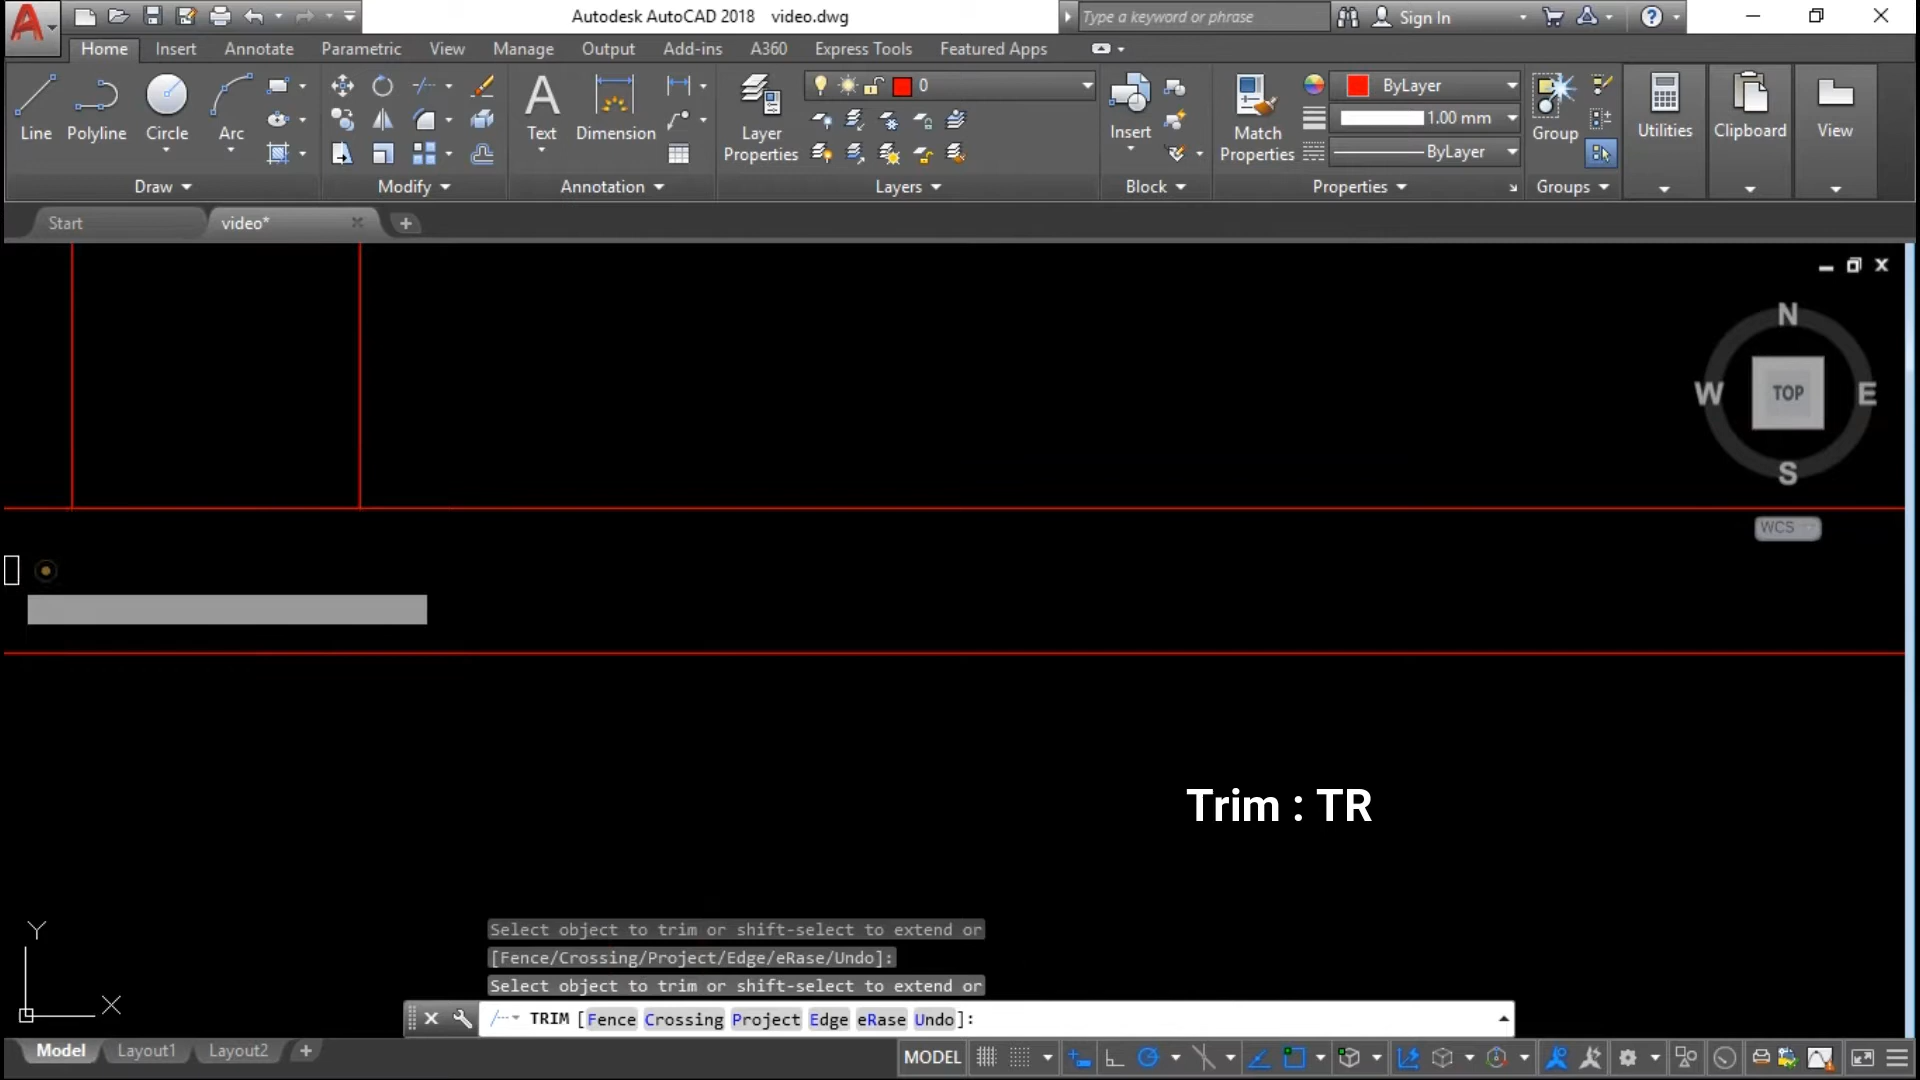 Autodesk AutoCAD 2018 video.dwg
Type a keyword or phrase
Sign In
Home Insert Annotate Parametric View Manage Output Add-ins A360 Express Tools Featured Apps
Line Polyline Circle Arc
Draw
Modify
Text Dimension
Annotation
Layer Properties
0
Layers
Insert
Block
Match Properties
ByLayer
1.00 mm
ByLayer
Properties
Group
Groups
Utilities
Clipboard
View
Start video*
N
W TOP E
S
WCS
Trim : TR
Y
X
Select object to trim or shift-select to extend or
[Fence/Crossing/Project/Edge/eRase/Undo]:
Select object to trim or shift-select to extend or
TRIM [Fence Crossing Project Edge eRase Undo]:
Model Layout1 Layout2 +
MODEL